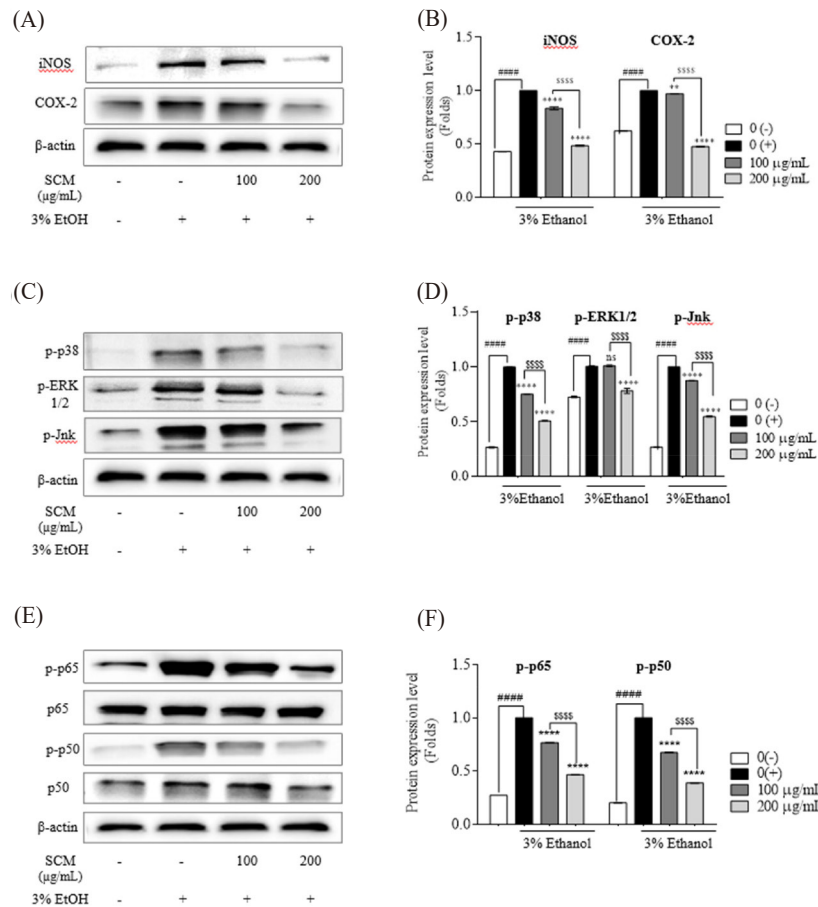 (A)
iNOS
COX-2
β-actin
SCM - - 100 200
(µg/mL)
3% EtOH - + + +
(B)
iNOS COX-2
Protein expression level
(Folds)
1.5
1.0
0.5
0.0
#### **** $$$$ ****
#### ** $$$$ ****
3% Ethanol 3% Ethanol
0 (-)
0 (+)
100 µg/mL
200 µg/mL
(C)
p-p38
p-ERK
1/2
p-Jnk
β-actin
SCM - - 100 200
(µg/mL)
3% EtOH - + + +
(D)
p-p38 p-ERK1/2 p-Jnk
Protein expression level
(Folds)
1.5
1.0
0.5
0.0
#### **** $$$$ ****
#### ns $$$$ ****
#### **** $$$$ ****
3%Ethanol 3%Ethanol 3%Ethanol
0 (-)
0 (+)
100 µg/mL
200 µg/mL
(E)
p-p65
p65
p-p50
p50
β-actin
SCM - - 100 200
(µg/mL)
3% EtOH - + + +
(F)
p-p65 p-p50
Protein expression level
(Folds)
1.5
1.0
0.5
0.0
#### **** $$$$ ****
#### **** $$$$ ****
3% Ethanol 3% Ethanol
0(-)
0(+)
100 µg/mL
200 µg/mL